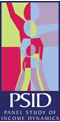 PSID
PANEL STUDY OF
INCOME DYNAMICS